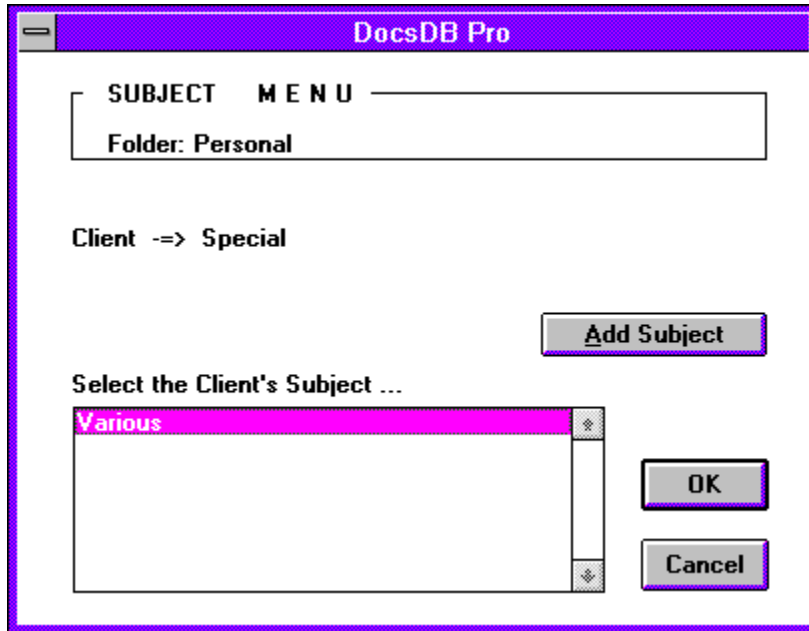 DocsDB Pro
SUBJECT M E N U
Folder: Personal
Client -=> Special
Add Subject
Select the Client's Subject ...
Various
OK
Cancel